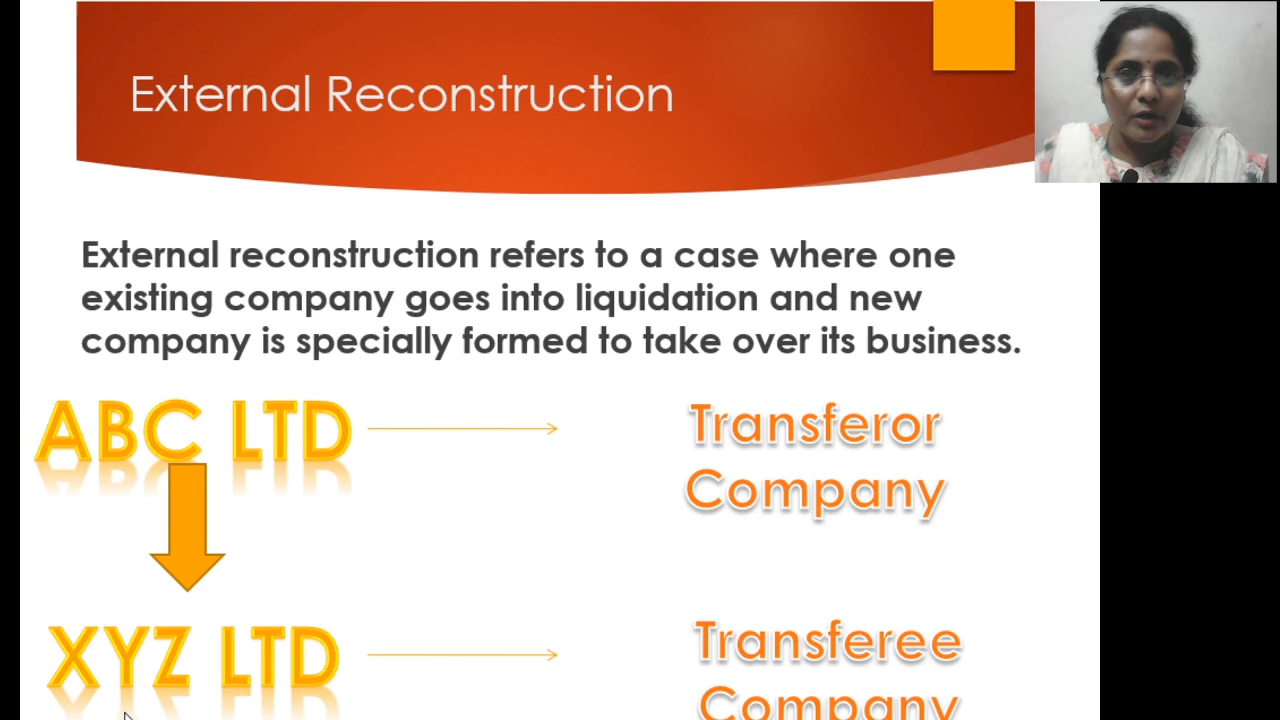 External Reconstruction
External reconstruction refers to a case where one
existing company goes into liquidation and new
company is specially formed to take over its business.
ABC LTD
Transferor
Company
XYZ LTD
Transferee
Company